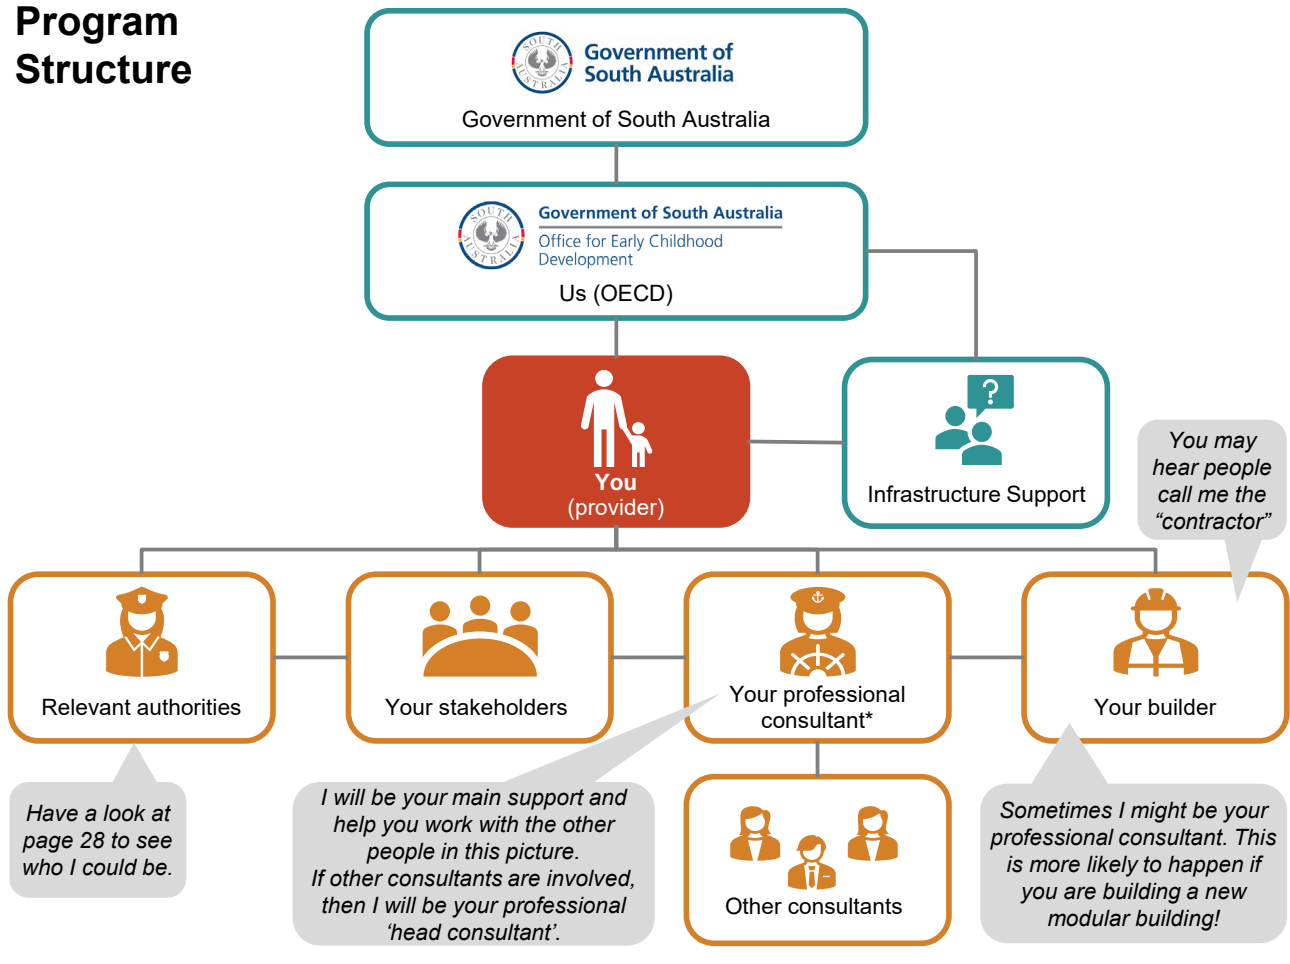 Program
Structure
SOUTH
AUSTRALIA
Government of
South Australia
Government of South Australia
SOUTH
AUSTRALIA
Government of South Australia
Office for Early Childhood
Development
Us (OECD)
You
(provider)
?
Infrastructure Support
You may
hear people
call me the
“contractor”
Relevant authorities
Your stakeholders
Your professional
consultant*
Your builder
Have a look at
page 28 to see
who I could be.
I will be your main support and
help you work with the other
people in this picture.
If other consultants are involved,
then I will be your professional
‘head consultant’.
Other consultants
Sometimes I might be your
professional consultant. This
is more likely to happen if
you are building a new
modular building!